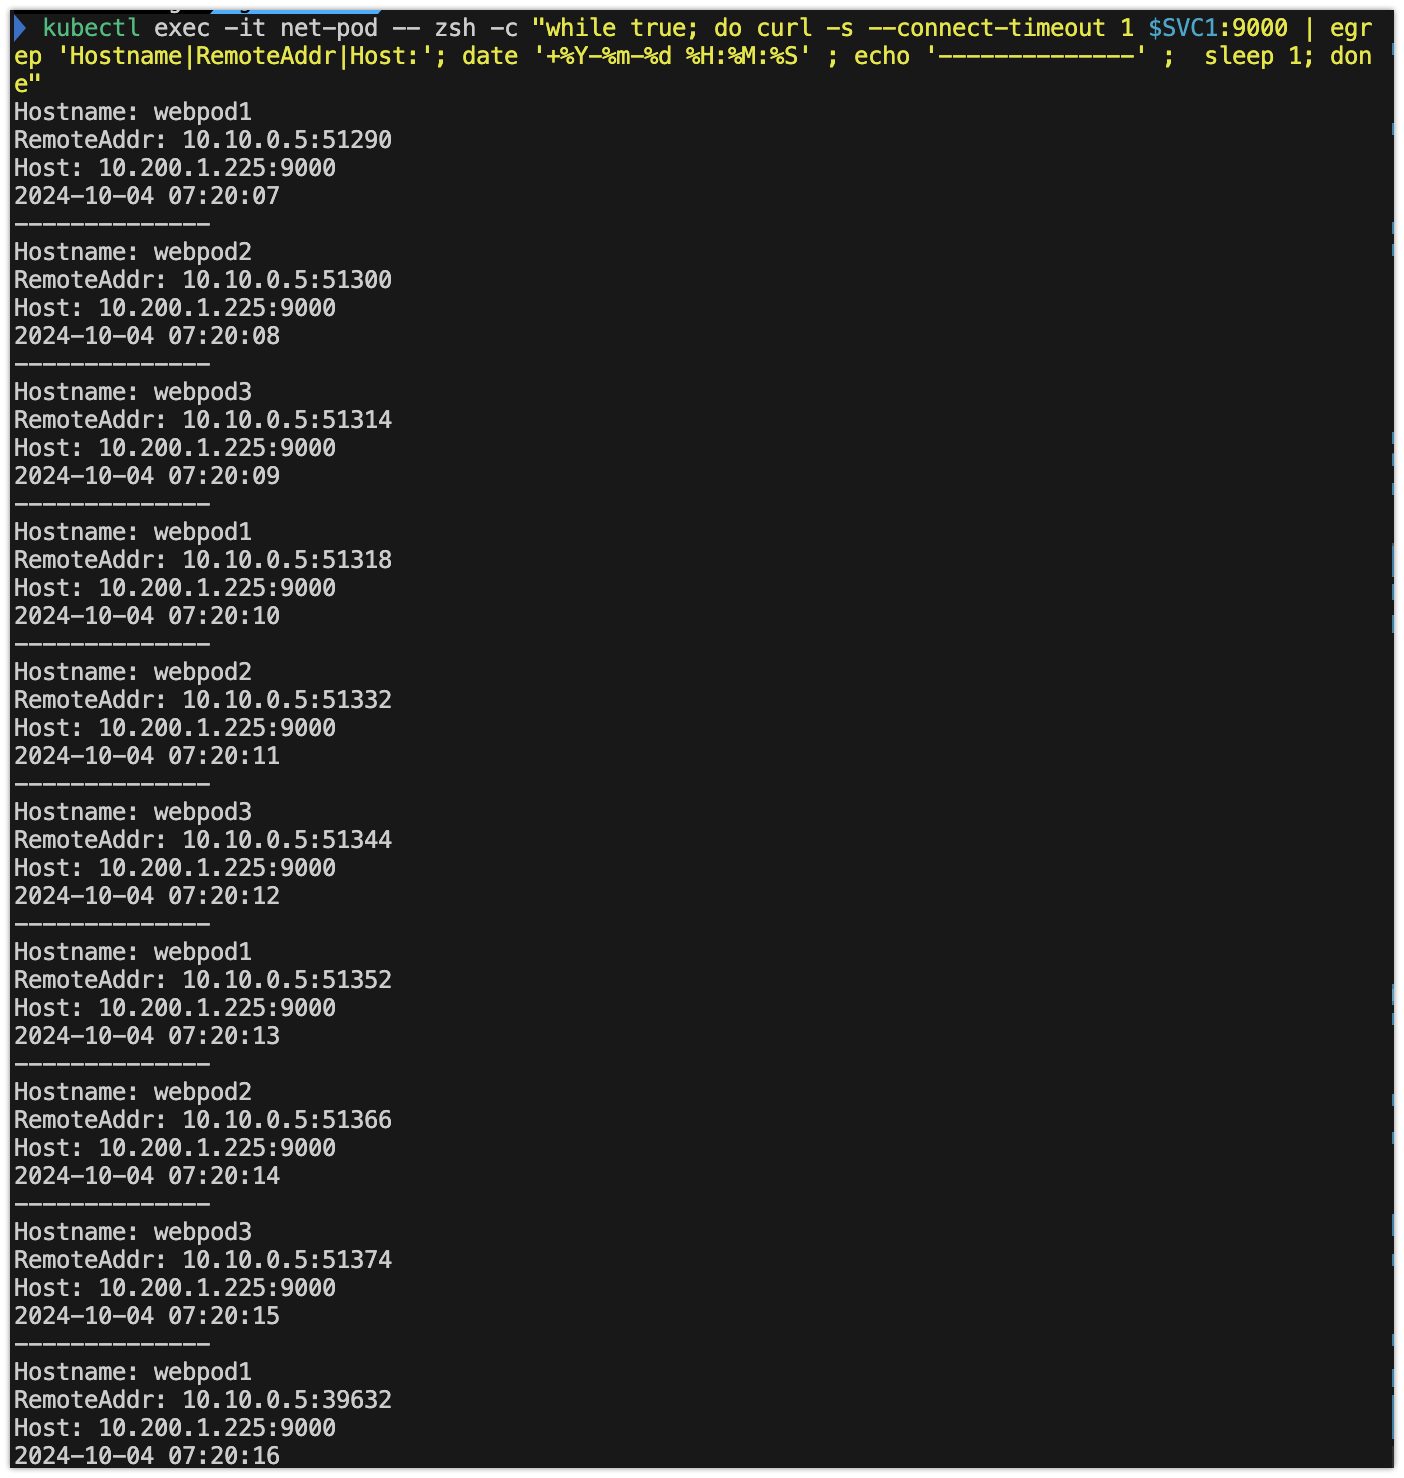 kubectl exec -it net-pod -- zsh -c "while true; do curl -s --connect-timeout 1 $SVC1:9000 | egr
ep 'Hostname|RemoteAddr|Host:'; date '+%Y-%m-%d %H:%M:%S' ; echo '--------------' ;  sleep 1; don
e"
Hostname: webpod1
RemoteAddr: 10.10.0.5:51290
Host: 10.200.1.225:9000
2024-10-04 07:20:07
--------------
Hostname: webpod2
RemoteAddr: 10.10.0.5:51300
Host: 10.200.1.225:9000
2024-10-04 07:20:08
--------------
Hostname: webpod3
RemoteAddr: 10.10.0.5:51314
Host: 10.200.1.225:9000
2024-10-04 07:20:09
--------------
Hostname: webpod1
RemoteAddr: 10.10.0.5:51318
Host: 10.200.1.225:9000
2024-10-04 07:20:10
--------------
Hostname: webpod2
RemoteAddr: 10.10.0.5:51332
Host: 10.200.1.225:9000
2024-10-04 07:20:11
--------------
Hostname: webpod3
RemoteAddr: 10.10.0.5:51344
Host: 10.200.1.225:9000
2024-10-04 07:20:12
--------------
Hostname: webpod1
RemoteAddr: 10.10.0.5:51352
Host: 10.200.1.225:9000
2024-10-04 07:20:13
--------------
Hostname: webpod2
RemoteAddr: 10.10.0.5:51366
Host: 10.200.1.225:9000
2024-10-04 07:20:14
--------------
Hostname: webpod3
RemoteAddr: 10.10.0.5:51374
Host: 10.200.1.225:9000
2024-10-04 07:20:15
--------------
Hostname: webpod1
RemoteAddr: 10.10.0.5:39632
Host: 10.200.1.225:9000
2024-10-04 07:20:16